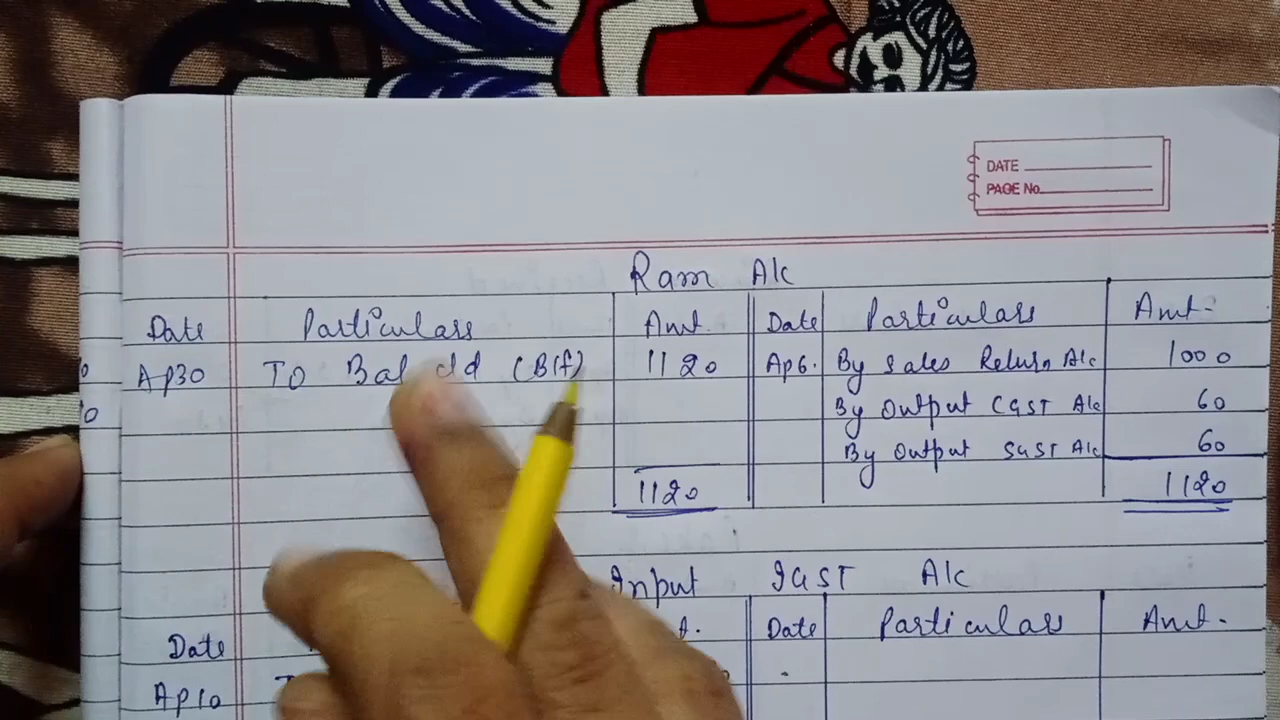 DATE
PAGE No.
Ram A/c
Date Particulars Amt. Date Particulars Amt.
Ap30 To Bal c/d (B/f) 1120 Ap6. By Sales Return A/c 1000
By Output CGST A/c 60
By Output SGST A/c 60
1120 1120
Input IGST A/c
Date Date Particulars Amt.
Ap10